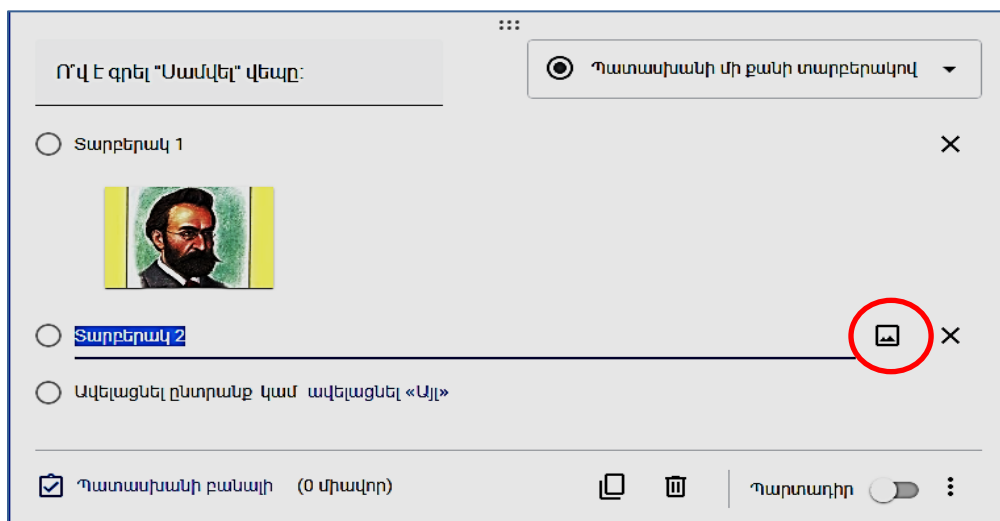 Ո՞վ է գրել "Սամվել" վեպը:
Պատասխանի մի քանի տարբերակով
Տարբերակ 1
Տարբերակ 2
Ավելացնել ընտրանք կամ ավելացնել «Այլ»
Պատասխանի բանալի (0 միավոր)
Պարտադիր